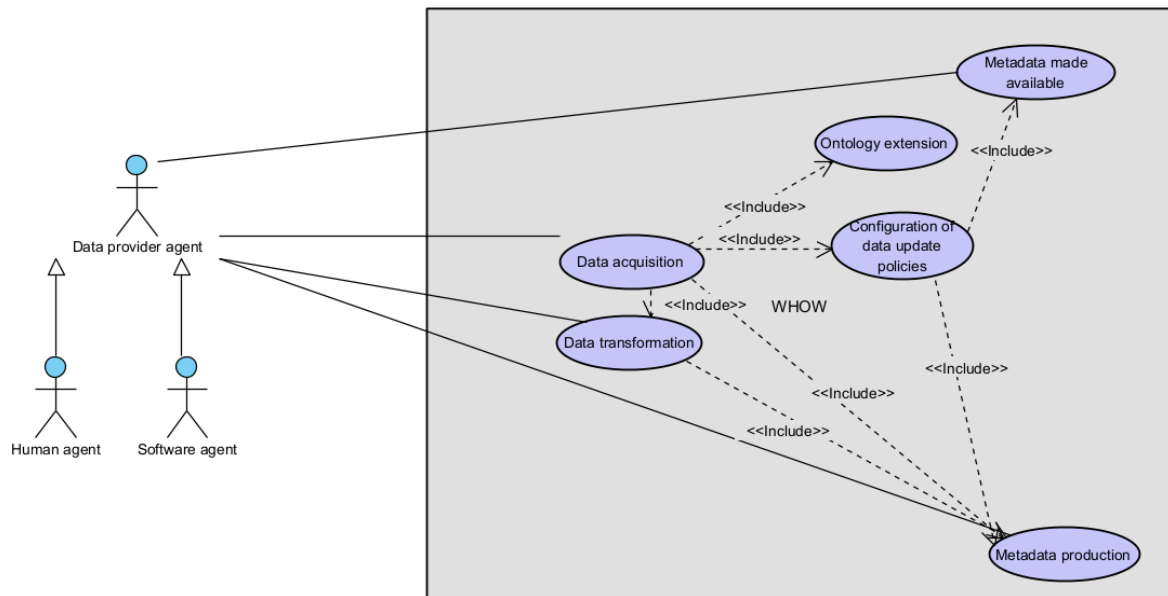 Metadata made
available
Ontology extension
<<Include>>
<<Include>>
Data provider agent
<<Include>>
Configuration of
data update
policies
Data acquisition
<<Include>>
WHOW
Data transformation
<<Include>>
<<Include>>
<<Include>>
Human agent
Software agent
Metadata production